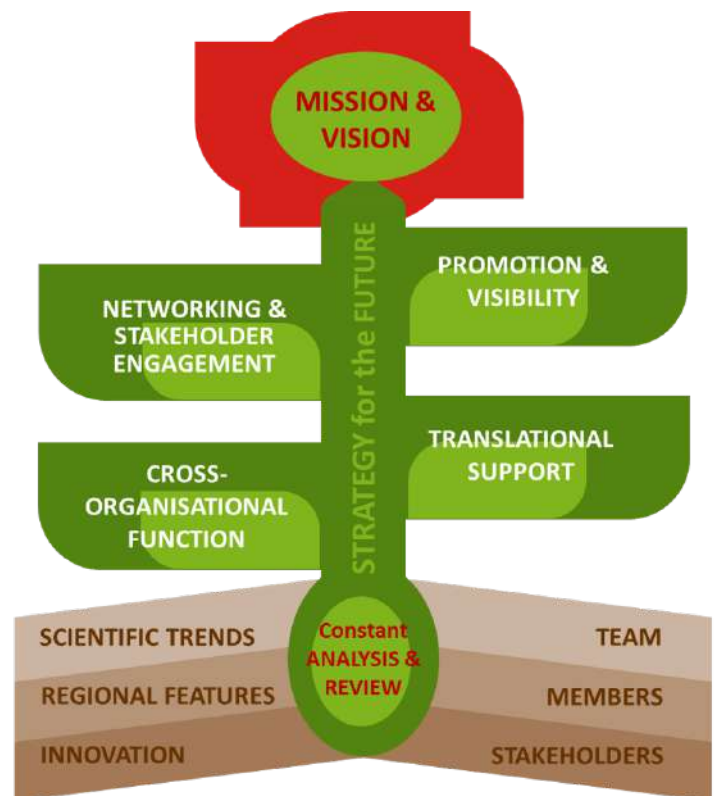 MISSION &
VISION
STRATEGY for the FUTURE
PROMOTION &
VISIBILITY
NETWORKING &
STAKEHOLDER
ENGAGEMENT
TRANSLATIONAL
SUPPORT
CROSS-
ORGANISATIONAL
FUNCTION
Constant
ANALYSIS &
REVIEW
SCIENTIFIC TRENDS
REGIONAL FEATURES
INNOVATION
TEAM
MEMBERS
STAKEHOLDERS